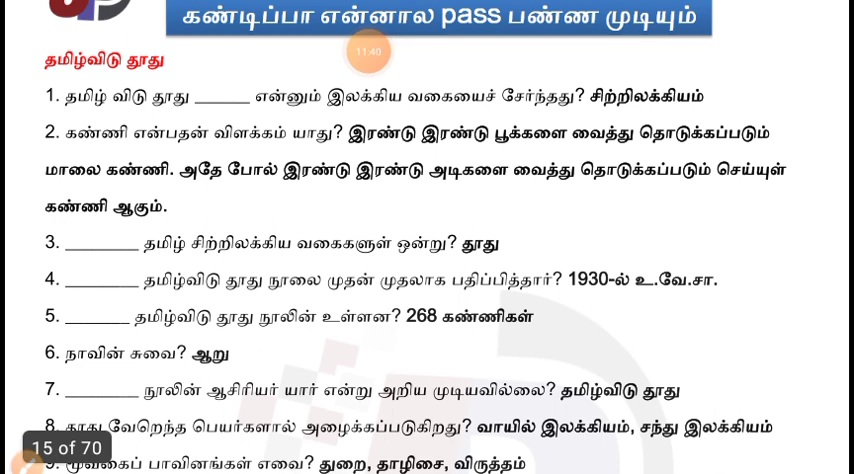 கண்டிப்பா என்னால pass பண்ண முடியும்
11:40
தமிழ்விடு தூது
1. தமிழ் விடு தூது ______ என்னும் இலக்கிய வகையைச் சேர்ந்தது? சிற்றிலக்கியம்
2. கண்ணி என்பதன் விளக்கம் யாது? இரண்டு இரண்டு பூக்களை வைத்து தொடுக்கப்படும்
மாலை கண்ணி. அதே போல் இரண்டு இரண்டு அடிகளை வைத்து தொடுக்கப்படும் செய்யுள்
கண்ணி ஆகும்.
3. ________ தமிழ் சிற்றிலக்கிய வகைகளுள் ஒன்று? தூது
4. ________ தமிழ்விடு தூது நூலை முதன் முதலாக பதிப்பித்தார்? 1930-ல் உ.வே.சா.
5. _______ தமிழ்விடு தூது நூலின் உள்ளன? 268 கண்ணிகள்
6. நாவின் சுவை? ஆறு
7. ________ நூலின் ஆசிரியர் யார் என்று அறிய முடியவில்லை? தமிழ்விடு தூது
8. தூது வேறெந்த பெயர்களால் அழைக்கப்படுகிறது? வாயில் இலக்கியம், சந்து இலக்கியம்
15 of 70
9. மூவகைப் பாவினங்கள் எவை? துறை, தாழிசை, விருத்தம்